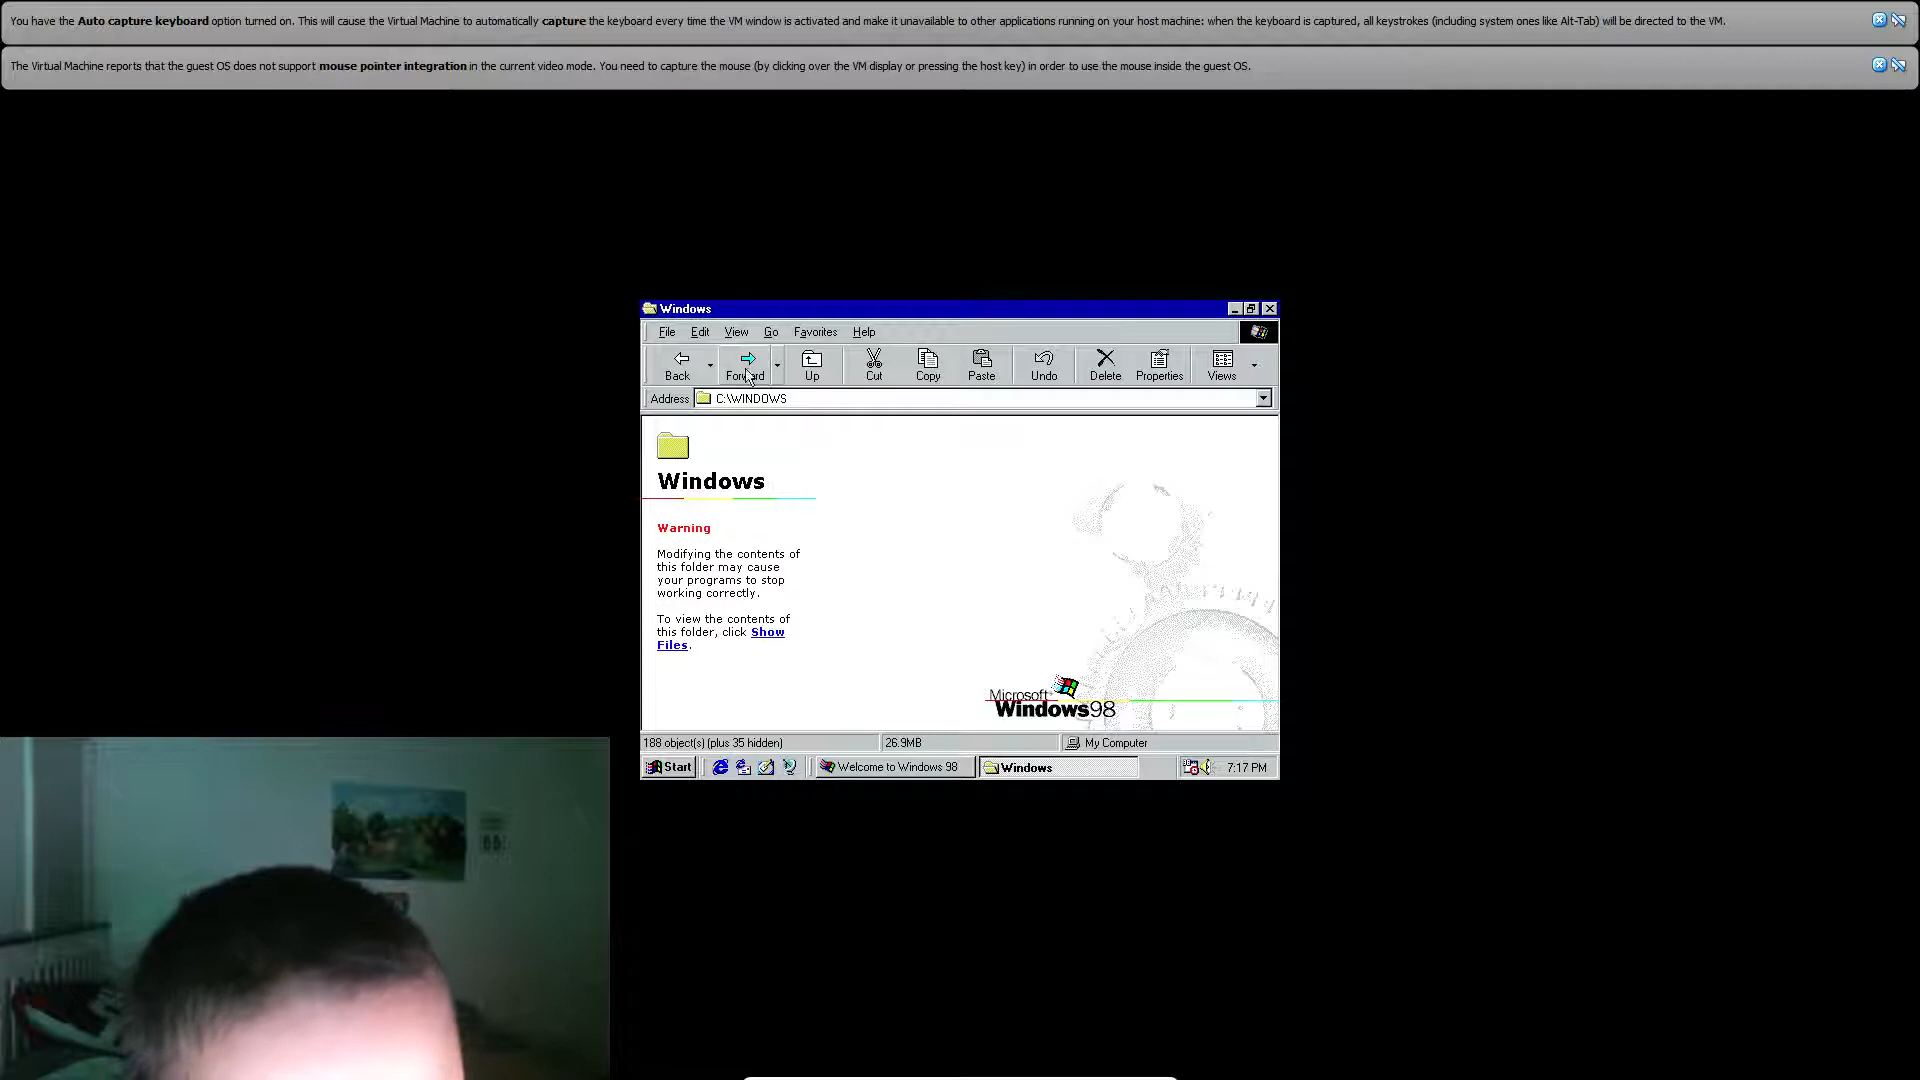 You have the Auto capture keyboard option turned on. This will cause the Virtual Machine to automatically capture the keyboard every time the VM window is activated and make it unavailable to other applications running on your host machine: when the keyboard is captured, all keystrokes (including system ones like Alt-Tab) will be directed to the VM.
The Virtual Machine reports that the guest OS does not support mouse pointer integration in the current video mode. You need to capture the mouse (by clicking over the VM display or pressing the host key) in order to use the mouse inside the guest OS.
Windows
File Edit View Go Favorites Help
Back Forward Up Cut Copy Paste Undo Delete Properties Views
Address C:\WINDOWS
Windows
Warning
Modifying the contents of
this folder may cause
your programs to stop
working correctly.
To view the contents of
this folder, click Show
Files.
Microsoft
Windows98
188 object(s) (plus 35 hidden) 26.9MB My Computer
Start Welcome to Windows 98 Windows 7:17 PM